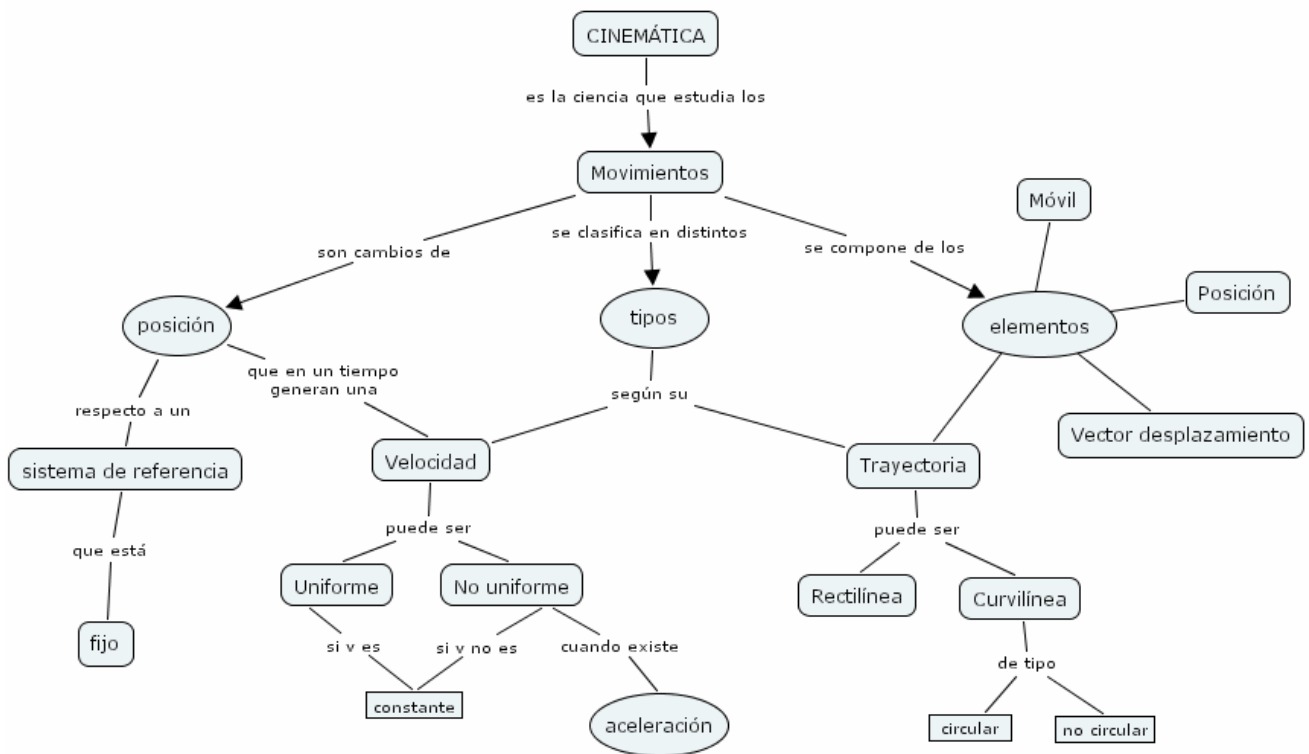 CINEMÁTICA
es la ciencia que estudia los
Movimientos
son cambios de
se clasifica en distintos
se compone de los
Móvil
Posición
posición
tipos
elementos
que en un tiempo
generan una
según su
respecto a un
sistema de referencia
Velocidad
Trayectoria
Vector desplazamiento
que está
puede ser
puede ser
Uniforme
No uniforme
Rectilínea
Curvilínea
fijo
si v es
si v no es
cuando existe
de tipo
constante
aceleración
circular
no circular